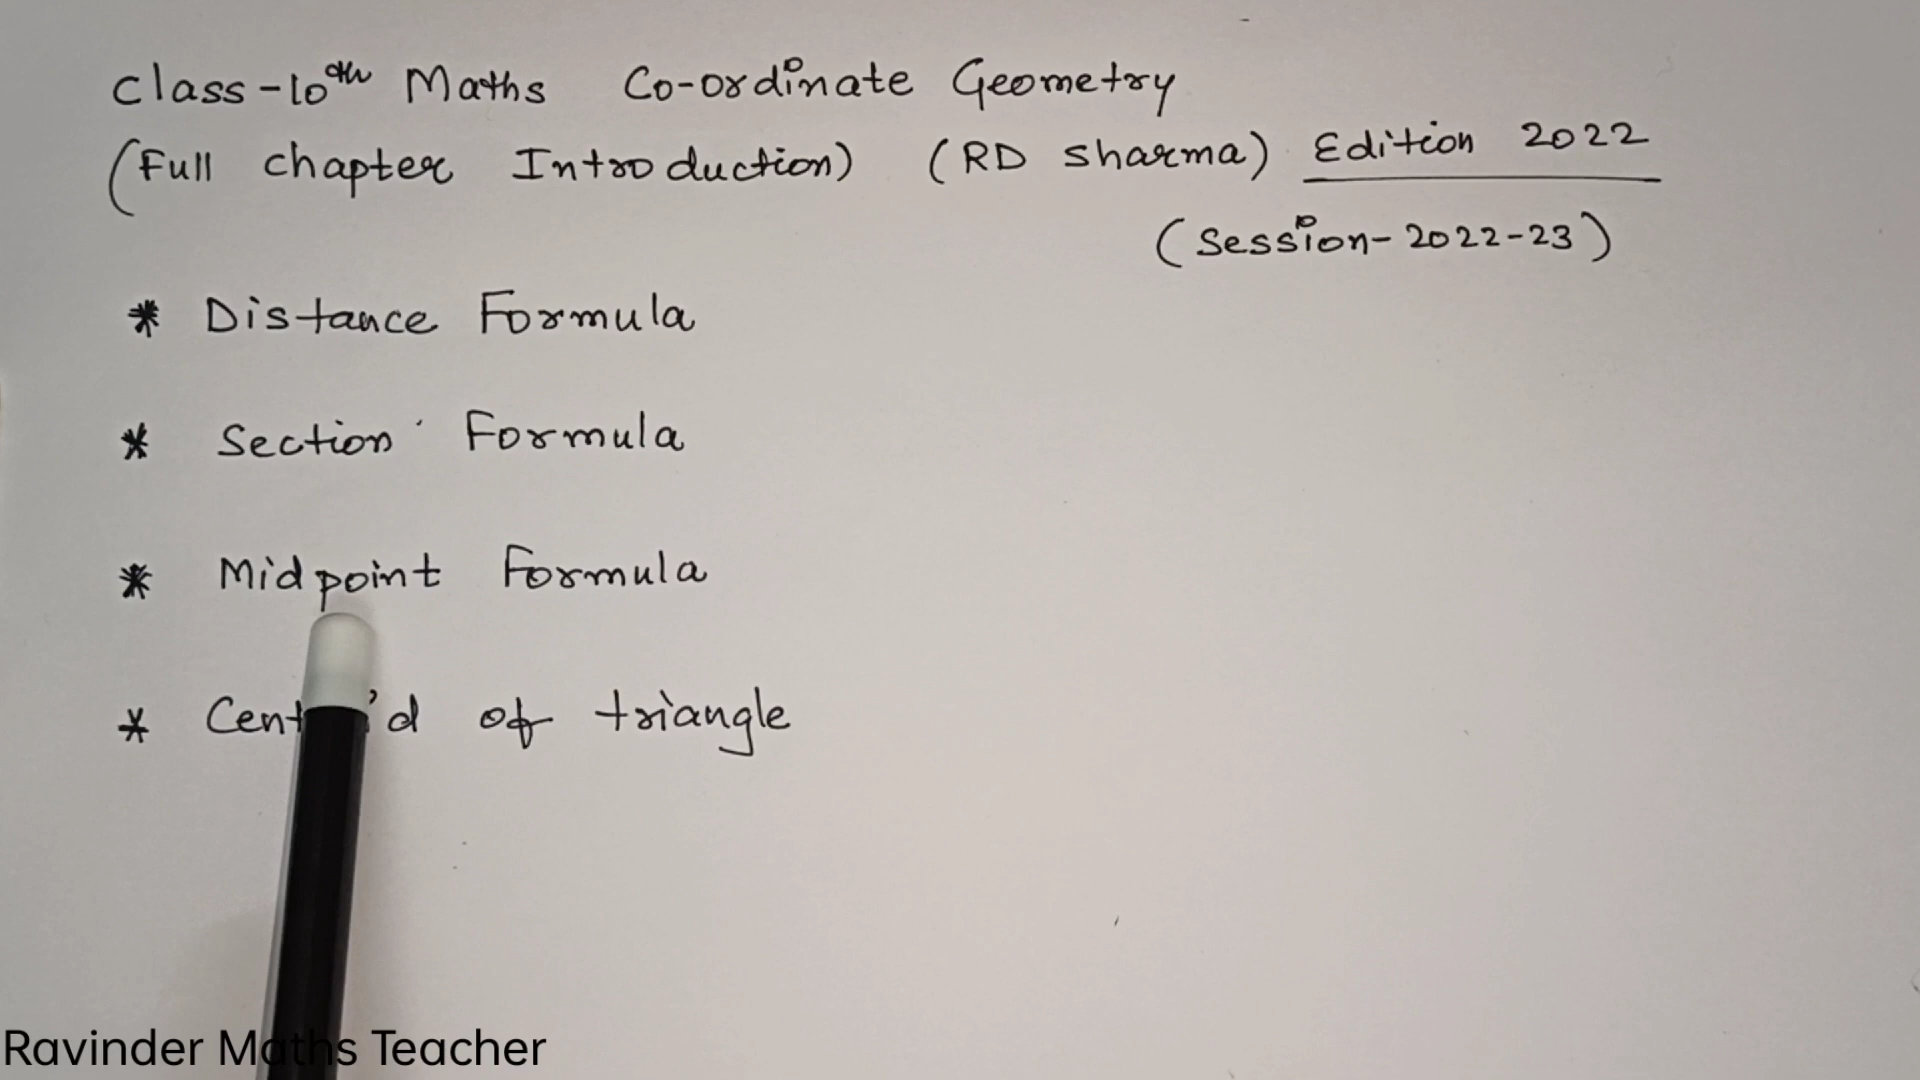 Class-10th Maths Co-ordinate Geometry
(Full chapter Introduction) (RD Sharma) Edition 2022
(Session-2022-23)
* Distance Formula
* Section Formula
* Midpoint Formula
* of triangle
Ravinder Maths Teacher